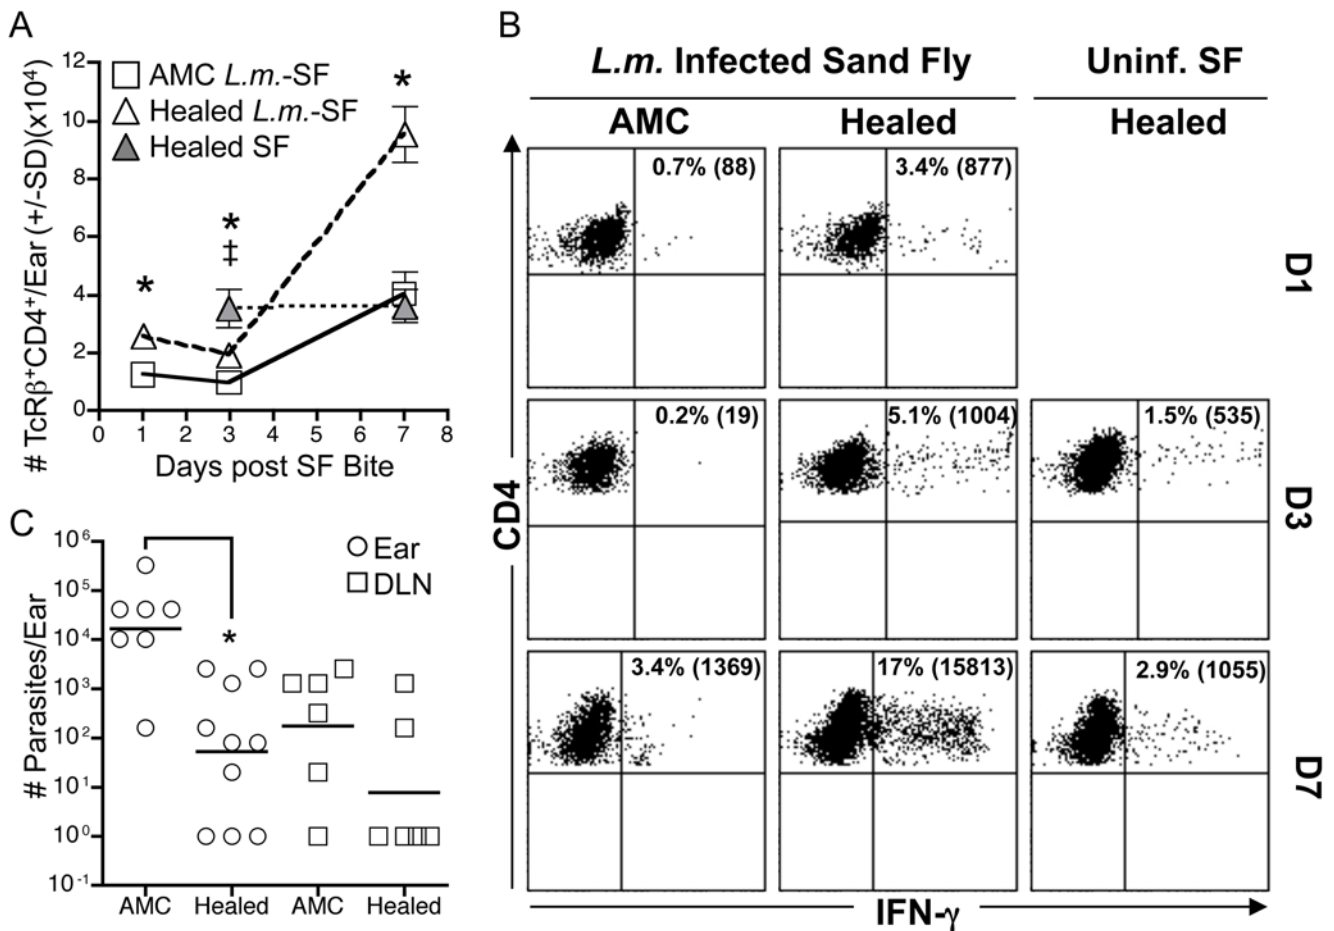 A
# TcRβ⁺CD4⁺/Ear (+/-SD)(x10⁴)
12
10
8
6
4
2
0
AMC L.m.-SF
Healed L.m.-SF
Healed SF
*
*
‡
*
0 1 2 3 4 5 6 7 8
Days post SF Bite
B
L.m. Infected Sand Fly
Uninf. SF
AMC
Healed
Healed
0.7% (88)
3.4% (877)
D1
0.2% (19)
5.1% (1004)
1.5% (535)
D3
3.4% (1369)
17% (15813)
2.9% (1055)
D7
CD4
IFN-γ
C
# Parasites/Ear
10⁶
10⁵
10⁴
10³
10²
10¹
10⁰
10⁻¹
Ear
DLN
*
AMC Healed AMC Healed